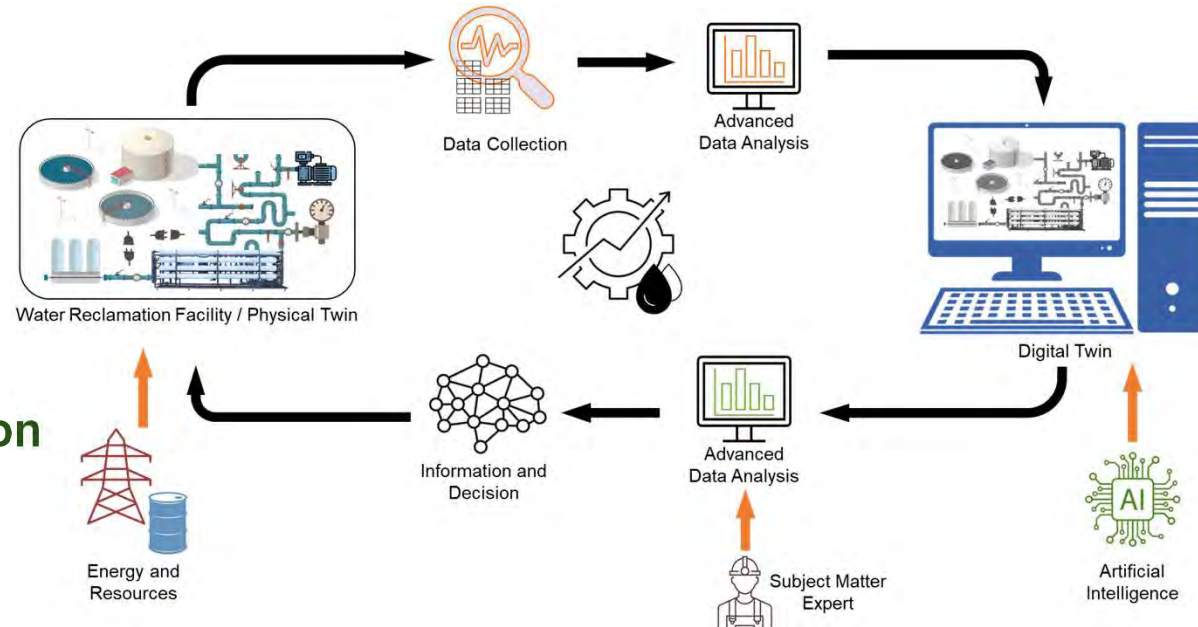 Data Collection
Advanced
Data Analysis
Water Reclamation Facility / Physical Twin
Digital Twin
on
Information and
Decision
Advanced
Data Analysis
AI
Energy and
Resources
Subject Matter
Expert
Artificial
Intelligence